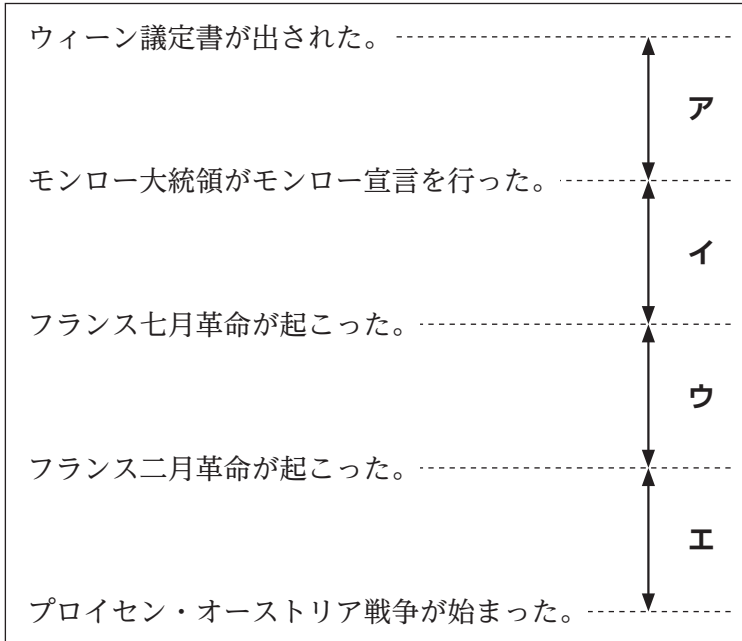 ウィーン議定書が出された。
ア
モンロー大統領がモンロー宣言を行った。
イ
フランス七月革命が起こった。
ウ
フランス二月革命が起こった。
エ
プロイセン・オーストリア戦争が始まった。